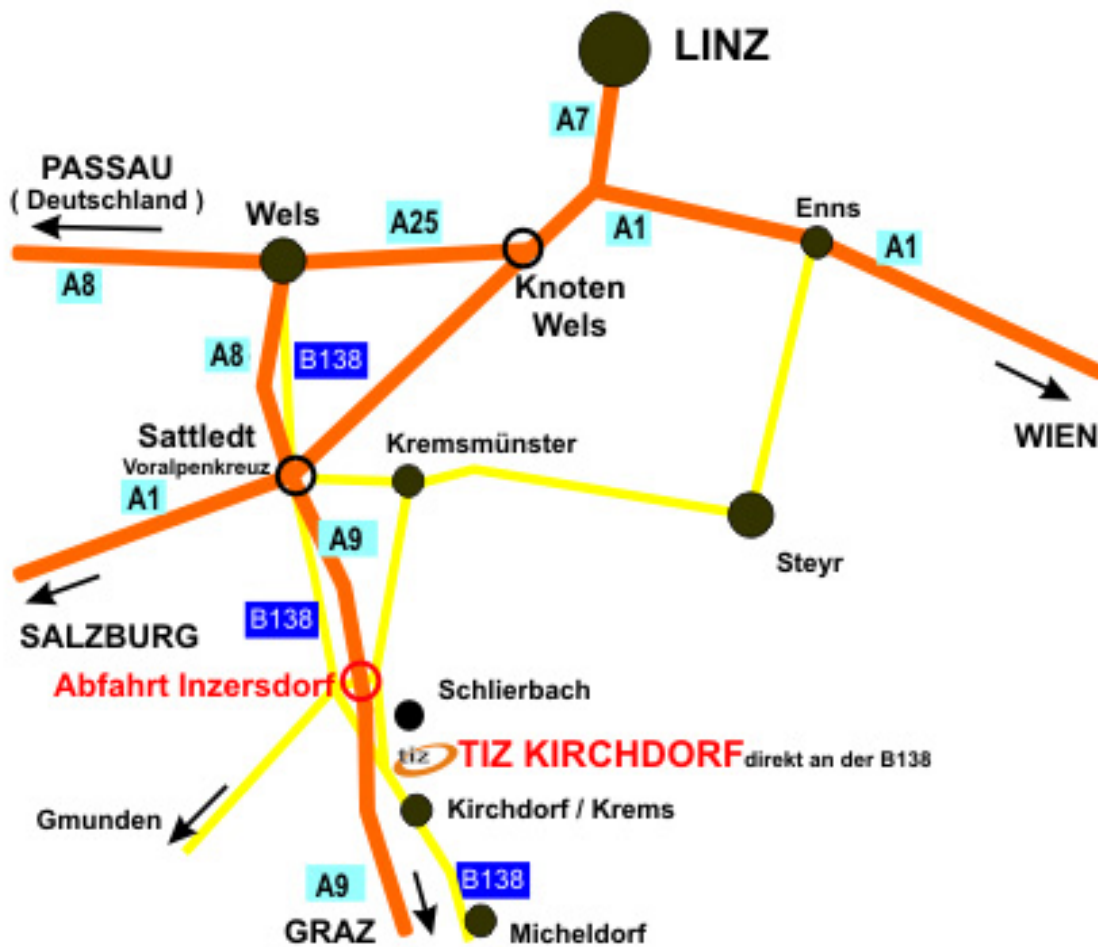 LINZ
A7
PASSAU
( Deutschland )
Wels
A25
A1
Enns
A1
A8
Knoten
Wels
A8
B138
WIEN
Sattledt
Voralpenkreuz
Kremsmünster
A1
A9
Steyr
SALZBURG
B138
Abfahrt Inzersdorf
Schlierbach
tiz TIZ KIRCHDORF direkt an der B138
Gmunden
Kirchdorf / Krems
A9
B138
GRAZ
Micheldorf